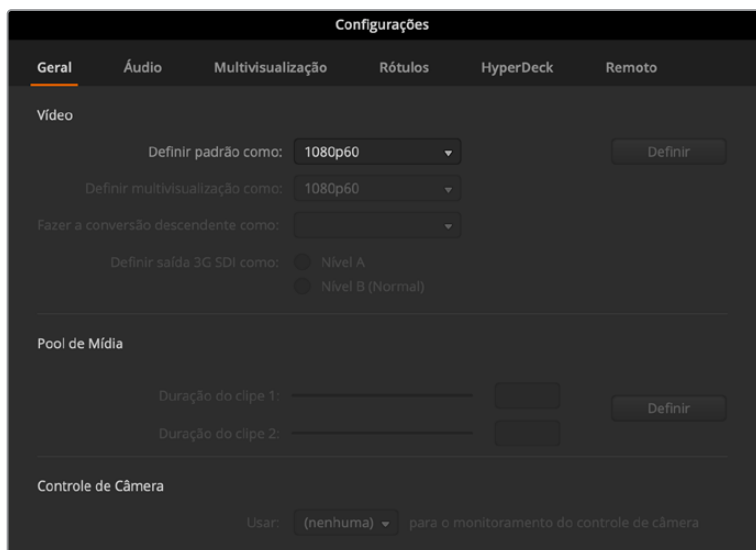 Configurações
Geral Áudio Multivisualização Rótulos HyperDeck Remoto
Vídeo
Definir padrão como: 1080p60 Definir
Definir multivisualização como: 1080p60
Fazer a conversão descendente como:
Definir saída 3G SDI como: Nível A
Nível B (Normal)
Pool de Mídia
Duração do clipe 1:
Definir
Duração do clipe 2:
Controle de Câmera
Usar: (nenhuma) para o monitoramento do controle de câmera